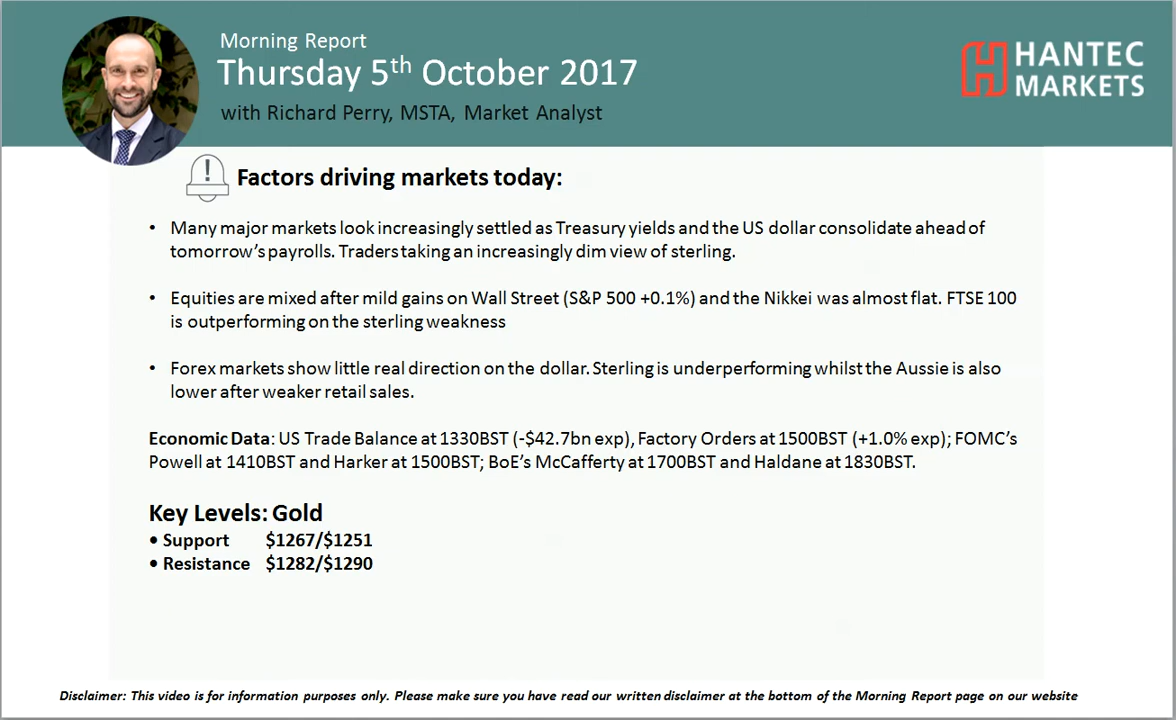 Morning Report
Thursday 5th October 2017
with Richard Perry, MSTA, Market Analyst
HANTEC
MARKETS
Factors driving markets today:
• Many major markets look increasingly settled as Treasury yields and the US dollar consolidate ahead of
tomorrow's payrolls. Traders taking an increasingly dim view of sterling.
• Equities are mixed after mild gains on Wall Street (S&P 500 +0.1%) and the Nikkei was almost flat. FTSE 100
is outperforming on the sterling weakness
• Forex markets show little real direction on the dollar. Sterling is underperforming whilst the Aussie is also
lower after weaker retail sales.
Economic Data: US Trade Balance at 1330BST (-$42.7bn exp), Factory Orders at 1500BST (+1.0% exp); FOMC's
Powell at 1410BST and Harker at 1500BST; BoE's McCafferty at 1700BST and Haldane at 1830BST.
Key Levels: Gold
• Support $1267/$1251
• Resistance $1282/$1290
Disclaimer: This video is for information purposes only. Please make sure you have read our written disclaimer at the bottom of the Morning Report page on our website